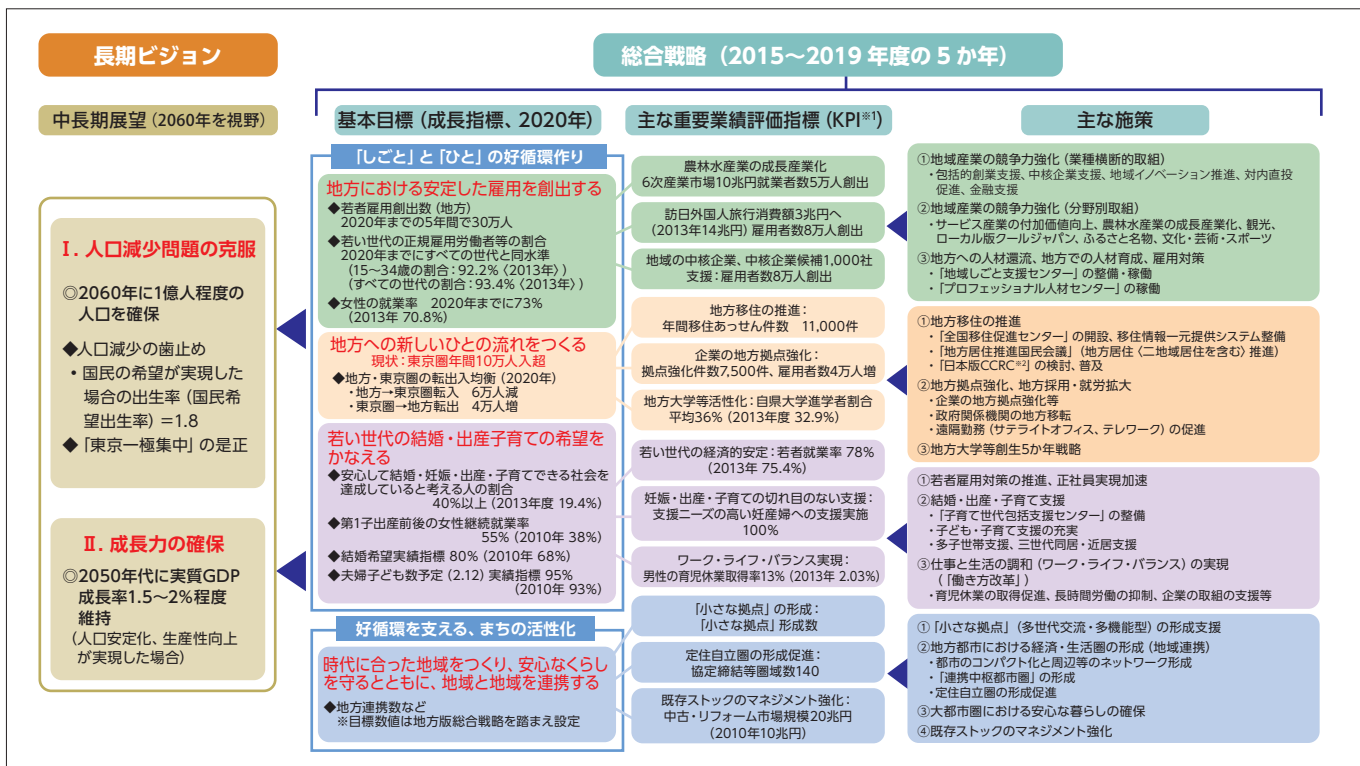 長期ビジョン
総合戦略（2015～2019年度の5か年）
中長期展望（2060年を視野）
基本目標（成長指標、2020年）
主な重要業績評価指標（KPI※1）
主な施策
Ⅰ. 人口減少問題の克服
◎2060年に1億人程度の
人口を確保
◆人口減少の歯止め
・国民の希望が実現した
場合の出生率（国民希
望出生率）＝1.8
◆「東京一極集中」の是正
Ⅱ. 成長力の確保
◎2050年代に実質GDP
成長率1.5～2%程度
維持
（人口安定化、生産性向上
が実現した場合）
「しごと」と「ひと」の好循環作り
地方における安定した雇用を創出する
◆若者雇用創出数（地方）
2020年までの5年間で30万人
◆若い世代の正規雇用労働者等の割合
2020年までにすべての世代と同水準
（15～34歳の割合：92.2%〈2013年〉）
（すべての世代の割合：93.4%〈2013年〉）
◆女性の就業率　2020年までに73%
（2013年 70.8%）
地方への新しいひとの流れをつくる
現状：東京圏年間10万人入超
◆地方・東京圏の転出入均衡（2020年）
・地方→東京圏転入　6万人減
・東京圏→地方転出　4万人増
若い世代の結婚・出産子育ての希望を
かなえる
◆安心して結婚・妊娠・出産・子育てできる社会を
達成していると考える人の割合
40%以上（2013年度 19.4%）
◆第1子出産前後の女性継続就業率
55%（2010年 38%）
◆結婚希望実績指標 80%（2010年 68%）
◆夫婦子ども数予定（2.12）実績指標 95%
（2010年 93%）
好循環を支える、まちの活性化
時代に合った地域をつくり、安心なくらし
を守るとともに、地域と地域を連携する
◆地方連携数など
※目標数値は地方版総合戦略を踏まえ設定
農林水産業の成長産業化
6次産業市場10兆円就業者数5万人創出
訪日外国人旅行消費額3兆円へ
（2013年14兆円）雇用者数8万人創出
地域の中核企業、中核企業候補1,000社
支援：雇用者数8万人創出
地方移住の推進：
年間移住あっせん件数　11,000件
企業の地方拠点強化：
拠点強化件数7,500件、雇用者数4万人増
地方大学等活性化：自県大学進学者割合
平均36%（2013年度 32.9%）
若い世代の経済的安定：若者就業率 78%
（2013年 75.4%）
妊娠・出産・子育ての切れ目のない支援：
支援ニーズの高い妊産婦への支援実施
100%
ワーク・ライフ・バランス実現：
男性の育児休業取得率13%（2013年 2.03%）
「小さな拠点」の形成：
「小さな拠点」形成数
定住自立圏の形成促進：
協定締結等圏域数140
既存ストックのマネジメント強化：
中古・リフォーム市場規模20兆円
（2010年10兆円）
①地域産業の競争力強化（業種横断的取組）
・包括的創業支援、中核企業支援、地域イノベーション推進、対内直投
促進、金融支援
②地域産業の競争力強化（分野別取組）
・サービス産業の付加価値向上、農林水産業の成長産業化、観光、
ローカル版クールジャパン、ふるさと名物、文化・芸術・スポーツ
③地方への人材還流、地方での人材育成、雇用対策
・「地域しごと支援センター」の整備・稼働
・「プロフェッショナル人材センター」の稼働
①地方移住の推進
・「全国移住促進センター」の開設、移住情報一元提供システム整備
・「地方居住推進国民会議」（地方居住〈二地域居住を含む〉推進）
・「日本版CCRC※2」の検討、普及
②地方拠点強化、地方採用・就労拡大
・企業の地方拠点強化等
・政府関係機関の地方移転
・遠隔勤務（サテライトオフィス、テレワーク）の促進
③地方大学等創生5か年戦略
①若者雇用対策の推進、正社員実現加速
②結婚・出産・子育て支援
・「子育て世代包括支援センター」の整備
・子ども・子育て支援の充実
・多子世帯支援、三世代同居・近居支援
③仕事と生活の調和（ワーク・ライフ・バランス）の実現
（「働き方改革」）
・育児休業の取得促進、長時間労働の抑制、企業の取組の支援等
①「小さな拠点」（多世代交流・多機能型）の形成支援
②地方都市における経済・生活圏の形成（地域連携）
・都市のコンパクト化と周辺等のネットワーク形成
・「連携中枢都市圏」の形成
・定住自立圏の形成促進
③大都市圏における安心な暮らしの確保
④既存ストックのマネジメント強化